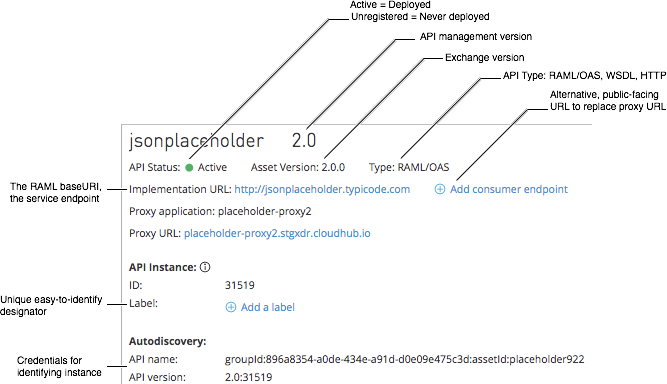 Active = Deployed
Unregistered = Never deployed
API management version
Exchange version
API Type: RAML/OAS, WSDL, HTTP
Alternative, public-facing
URL to replace proxy URL
jsonplaceholder 2.0
API Status: Active Asset Version: 2.0.0 Type: RAML/OAS
The RAML baseURI,
the service endpoint
Implementation URL: http://jsonplaceholder.typicode.com Add consumer endpoint
Proxy application: placeholder-proxy2
Proxy URL: placeholder-proxy2.stgxdr.cloudhub.io
API Instance:
ID: 31519
Unique easy-to-identify
designator
Label: Add a label
Autodiscovery:
Credentials for
identifying instance
API name: groupId:896a8354-a0de-434e-a91d-d0e09e475c3d:assetId:placeholder922
API version: 2.0:31519